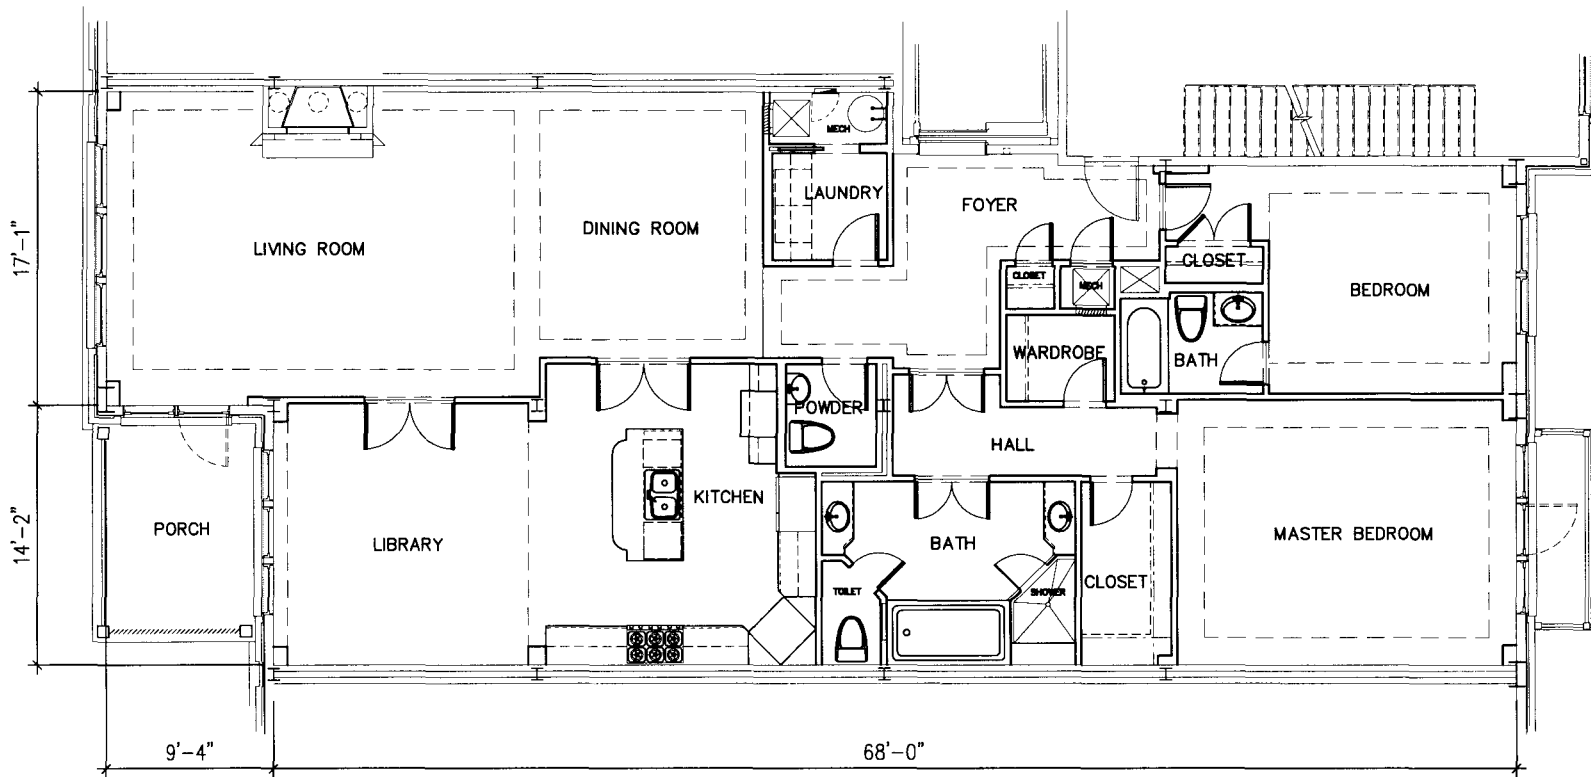 MECH
LAUNDRY
FOYER
17'-1"
LIVING ROOM
DINING ROOM
CLOSET
CLOSET
MECH
BEDROOM
WARDROBE
BATH
POWDER
HALL
14'-2"
PORCH
LIBRARY
KITCHEN
BATH
MASTER BEDROOM
TOILET
SHOWER
CLOSET
9'-4"
68'-0"